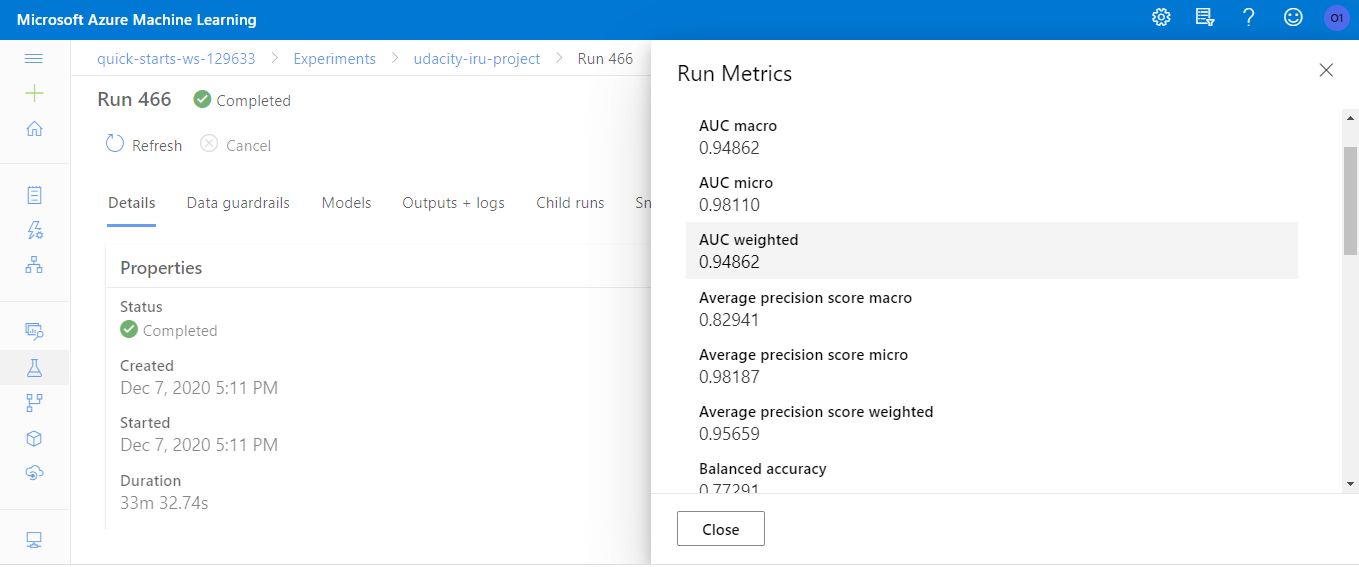 Microsoft Azure Machine Learning
O1
quick-starts-ws-129633 > Experiments > udacity-iru-project > Run 466
Run 466 Completed
Refresh Cancel
Details Data guardrails Models Outputs + logs Child runs Sn
Properties
Status
Completed
Created
Dec 7, 2020 5:11 PM
Started
Dec 7, 2020 5:11 PM
Duration
33m 32.74s
Run Metrics
AUC macro
0.94862
AUC micro
0.98110
AUC weighted
0.94862
Average precision score macro
0.82941
Average precision score micro
0.98187
Average precision score weighted
0.95659
Balanced accuracy
0.77291
Close